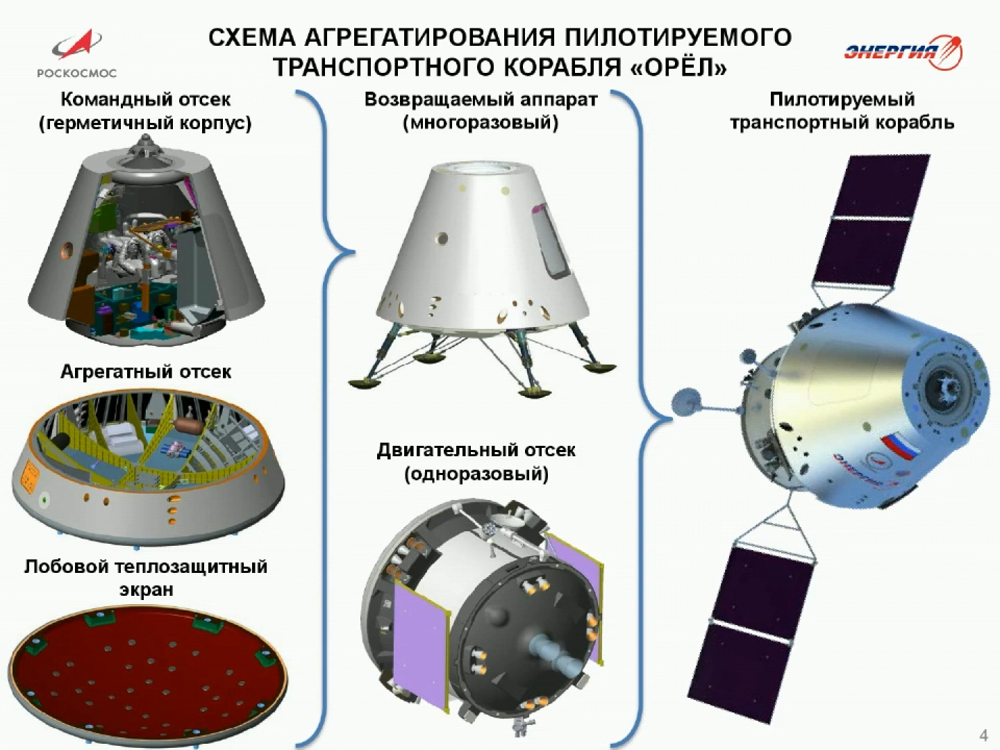 СХЕМА АГРЕГАТИРОВАНИЯ ПИЛОТИРУЕМОГО
ТРАНСПОРТНОГО КОРАБЛЯ «ОРЁЛ»
РОСКОСМОС
ЭНЕРГИЯ
Командный отсек
(герметичный корпус)
Агрегатный отсек
Лобовой теплозащитный
экран
Возвращаемый аппарат
(многоразовый)
Двигательный отсек
(одноразовый)
Пилотируемый
транспортный корабль
ЭНЕРГИЯ
4